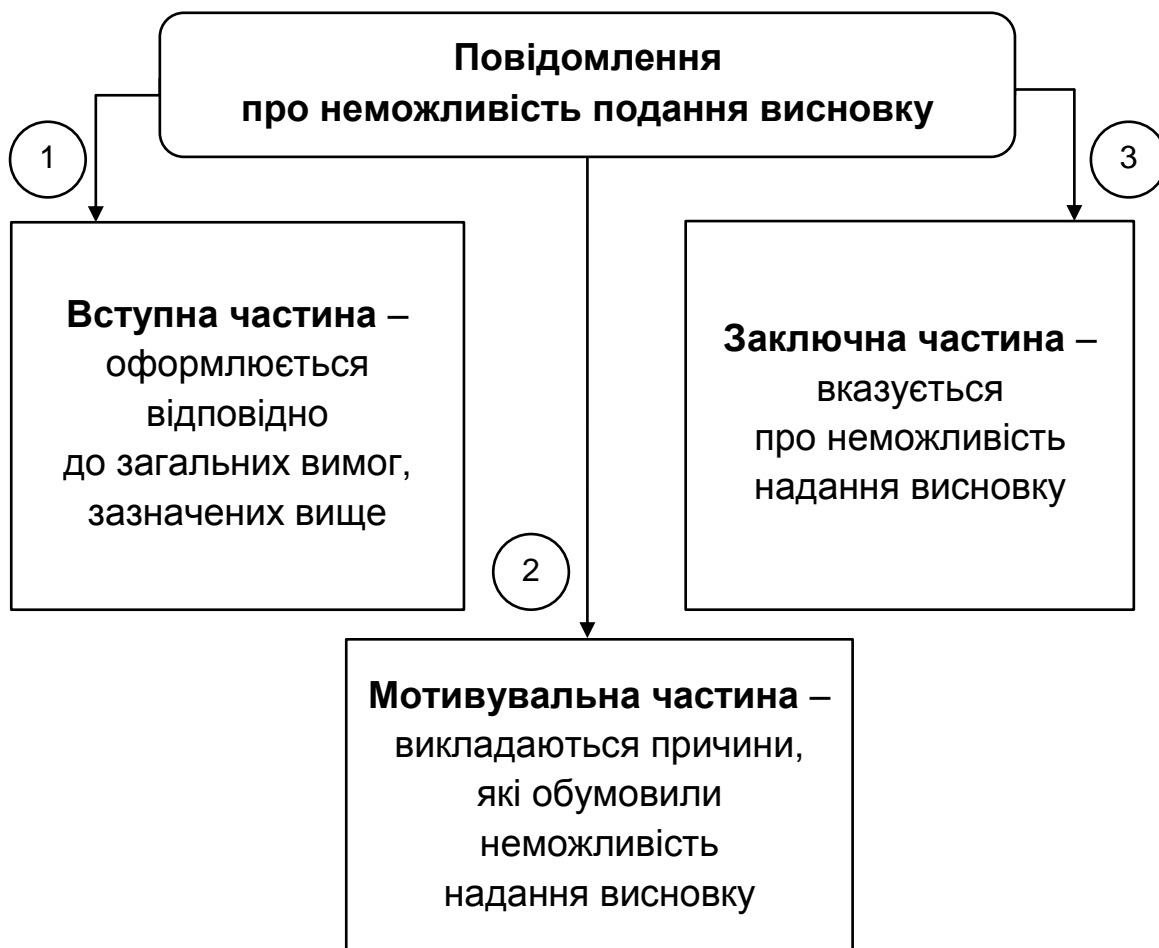 Повідомлення
про неможливість подання висновку
1
Вступна частина –
оформлюється
відповідно
до загальних вимог,
зазначених вище
2
Мотивувальна частина –
викладаються причини,
які обумовили
неможливість
надання висновку
3
Заключна частина –
вказується
про неможливість
надання висновку